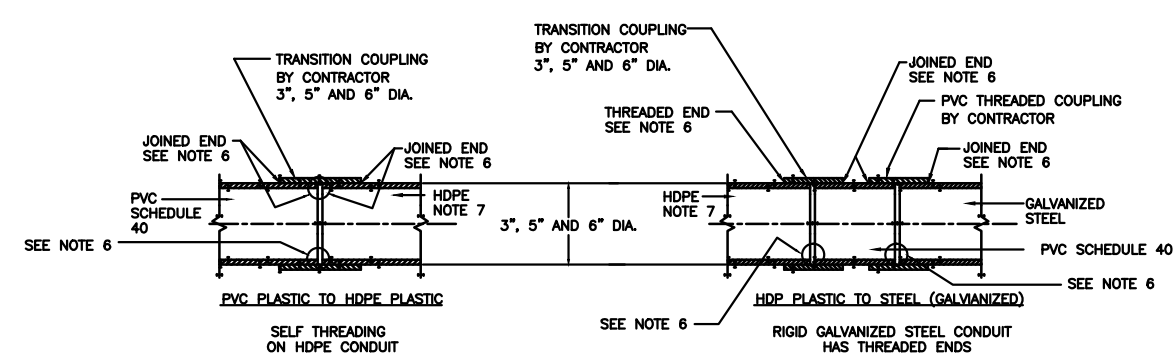 TRANSITION COUPLING
BY CONTRACTOR
3", 5" AND 6" DIA.
JOINED END
SEE NOTE 6
JOINED END
SEE NOTE 6
PVC
SCHEDULE
40
HDPE
NOTE 7
SEE NOTE 6
PVC PLASTIC TO HDPE PLASTIC
SELF THREADING
ON HDPE CONDUIT
3", 5" AND 6" DIA.
TRANSITION COUPLING
BY CONTRACTOR
3", 5" AND 6" DIA.
JOINED END
SEE NOTE 6
THREADED END
SEE NOTE 6
PVC THREADED COUPLING
BY CONTRACTOR
JOINED END
SEE NOTE 6
HDPE
NOTE 7
GALVANIZED
STEEL
PVC SCHEDULE 40
SEE NOTE 6
HDP PLASTIC TO STEEL (GALVIANIZED)
SEE NOTE 6
RIGID GALVANIZED STEEL CONDUIT
HAS THREADED ENDS